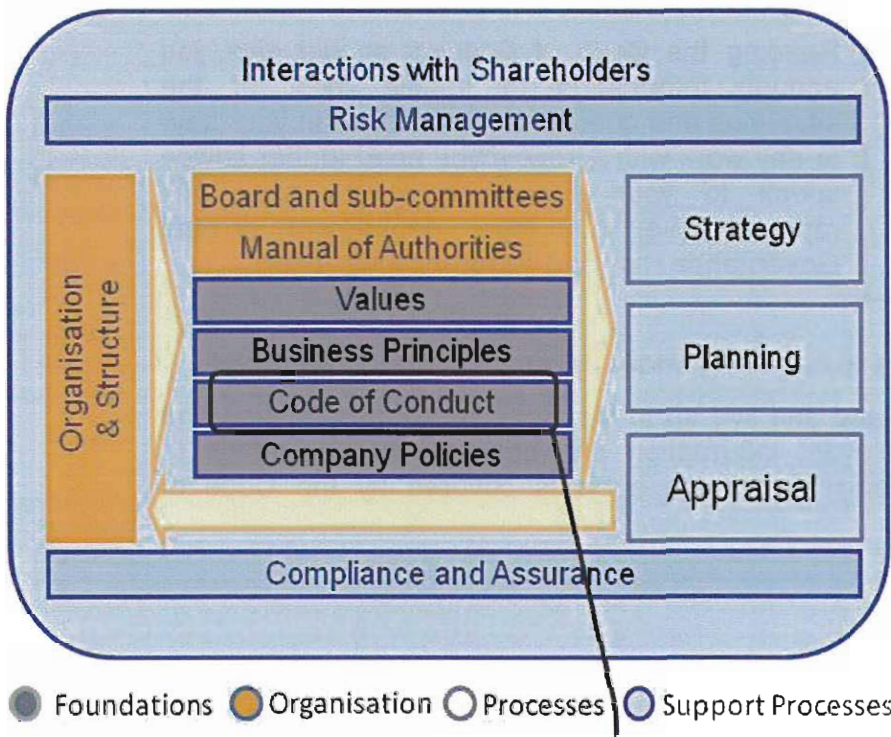 Interactions with Shareholders
Risk Management
Organisation
& Structure
Board and sub-committees
Manual of Authorities
Values
Business Principles
Code of Conduct
Company Policies
Strategy
Planning
Appraisal
Compliance and Assurance
Foundations Organisation Processes Support Processes